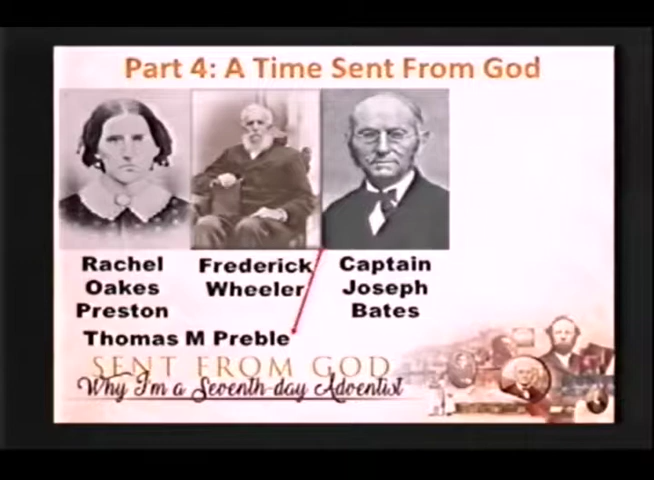 Part 4: A Time Sent From God
Rachel
Oakes
Preston
Frederick
Wheeler
Captain
Joseph
Bates
Thomas M Preble
SENT FROM GOD
Why I'm a Seventh-day Adventist